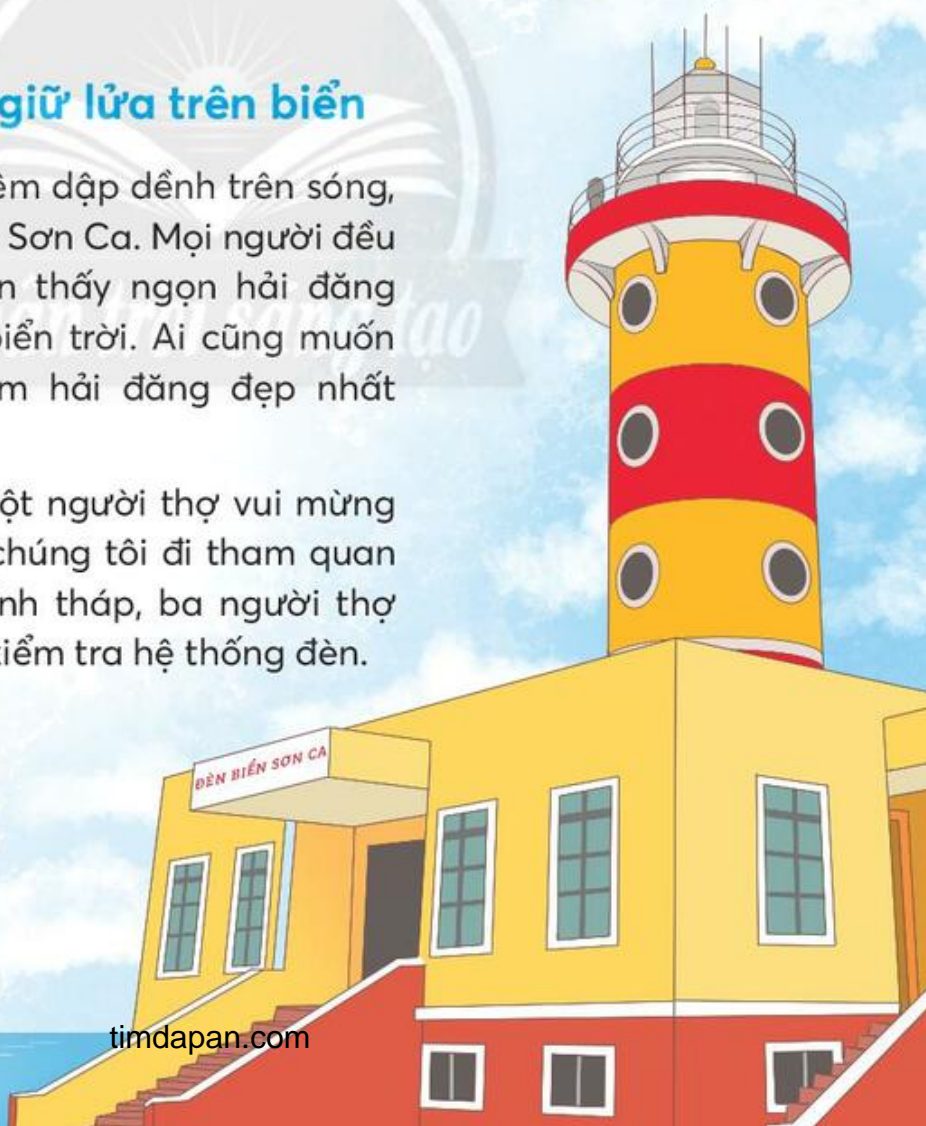 giữ lửa trên biển
êm dập dềnh trên sóng,
Sơn Ca. Mọi người đều
n thấy ngọn hải đăng
iển trời. Ai cũng muốn
m hải đăng đẹp nhất
ột người thợ vui mừng
chúng tôi đi tham quan
nh tháp, ba người thợ
kiểm tra hệ thống đèn.
ĐÈN BIỂN SƠN CA
timdapan.com